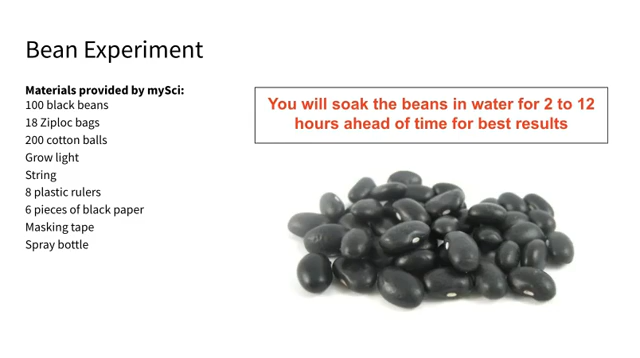 Bean Experiment
Materials provided by mySci:
100 black beans
18 Ziploc bags
200 cotton balls
Grow light
String
8 plastic rulers
6 pieces of black paper
Masking tape
Spray bottle
You will soak the beans in water for 2 to 12
hours ahead of time for best results